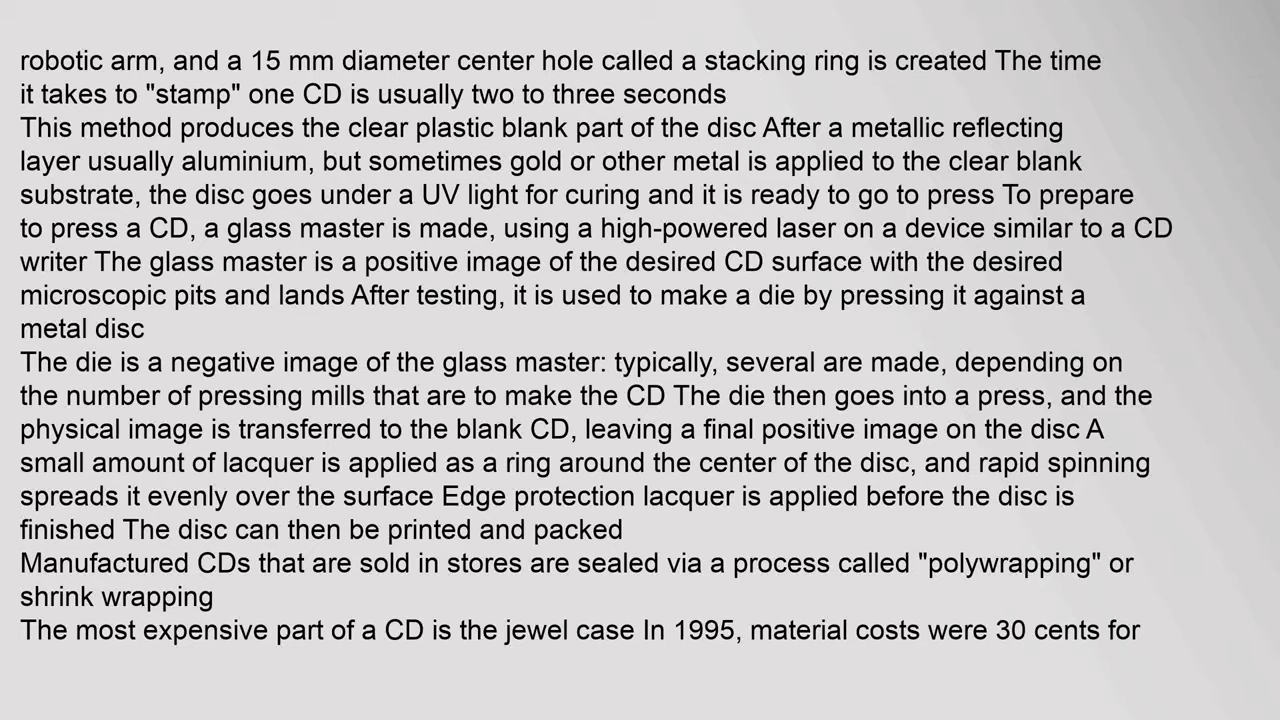 robotic arm, and a 15 mm diameter center hole called a stacking ring is created The time
it takes to "stamp" one CD is usually two to three seconds
This method produces the clear plastic blank part of the disc After a metallic reflecting
layer usually aluminium, but sometimes gold or other metal is applied to the clear blank
substrate, the disc goes under a UV light for curing and it is ready to go to press To prepare
to press a CD, a glass master is made, using a high-powered laser on a device similar to a CD
writer The glass master is a positive image of the desired CD surface with the desired
microscopic pits and lands After testing, it is used to make a die by pressing it against a
metal disc
The die is a negative image of the glass master: typically, several are made, depending on
the number of pressing mills that are to make the CD The die then goes into a press, and the
physical image is transferred to the blank CD, leaving a final positive image on the disc A
small amount of lacquer is applied as a ring around the center of the disc, and rapid spinning
spreads it evenly over the surface Edge protection lacquer is applied before the disc is
finished The disc can then be printed and packed
Manufactured CDs that are sold in stores are sealed via a process called "polywrapping" or
shrink wrapping
The most expensive part of a CD is the jewel case In 1995, material costs were 30 cents for